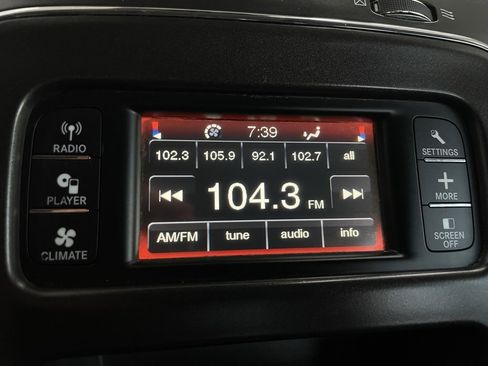 RADIO
PLAYER
CLIMATE
7:39
102.3 105.9 92.1 102.7 all
104.3 FM
AM/FM tune audio info
SETTINGS
MORE
SCREEN
OFF